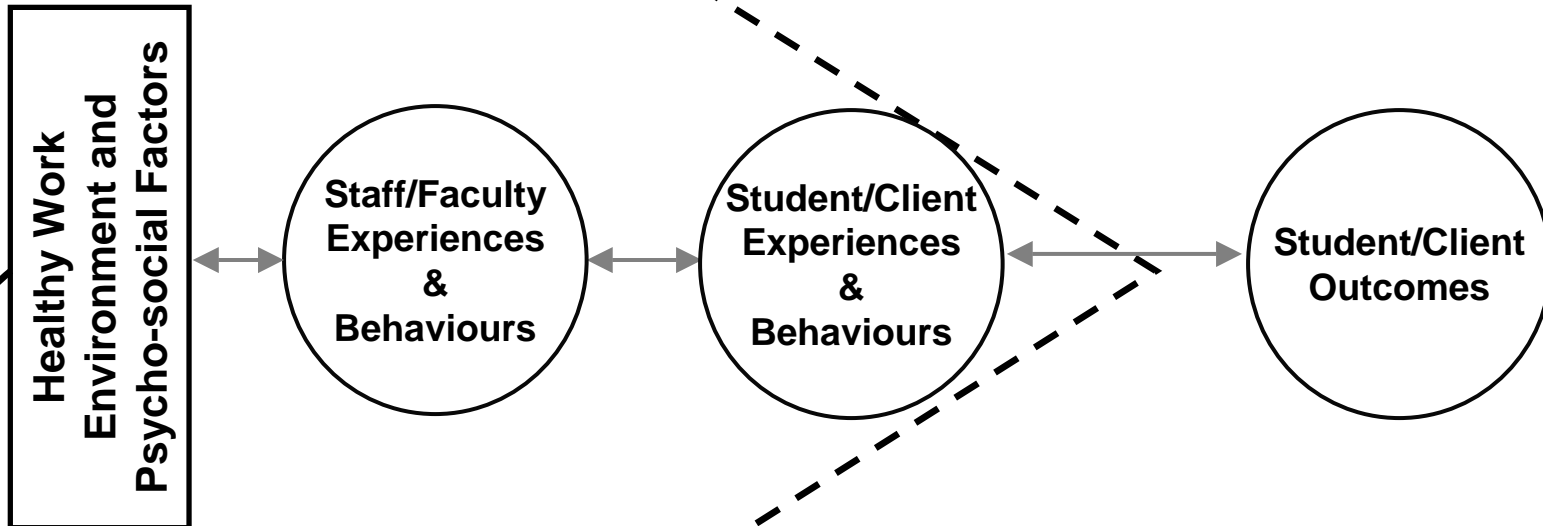 Healthy Work
Environment and
Psycho-social Factors
Staff/Faculty
Experiences
&
Behaviours
Student/Client
Experiences
&
Behaviours
Student/Client
Outcomes